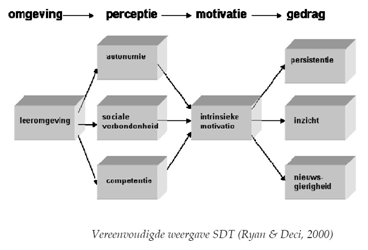 omgeving perceptie motivatie gedrag
autonomie
persistentie
leeromgeving
sociale
verbondenheid
intrinsieke
motivatie
inzicht
competentie
nieuws-
gierigheid
Vereenvoudigde weergave SDT (Ryan & Deci, 2000)